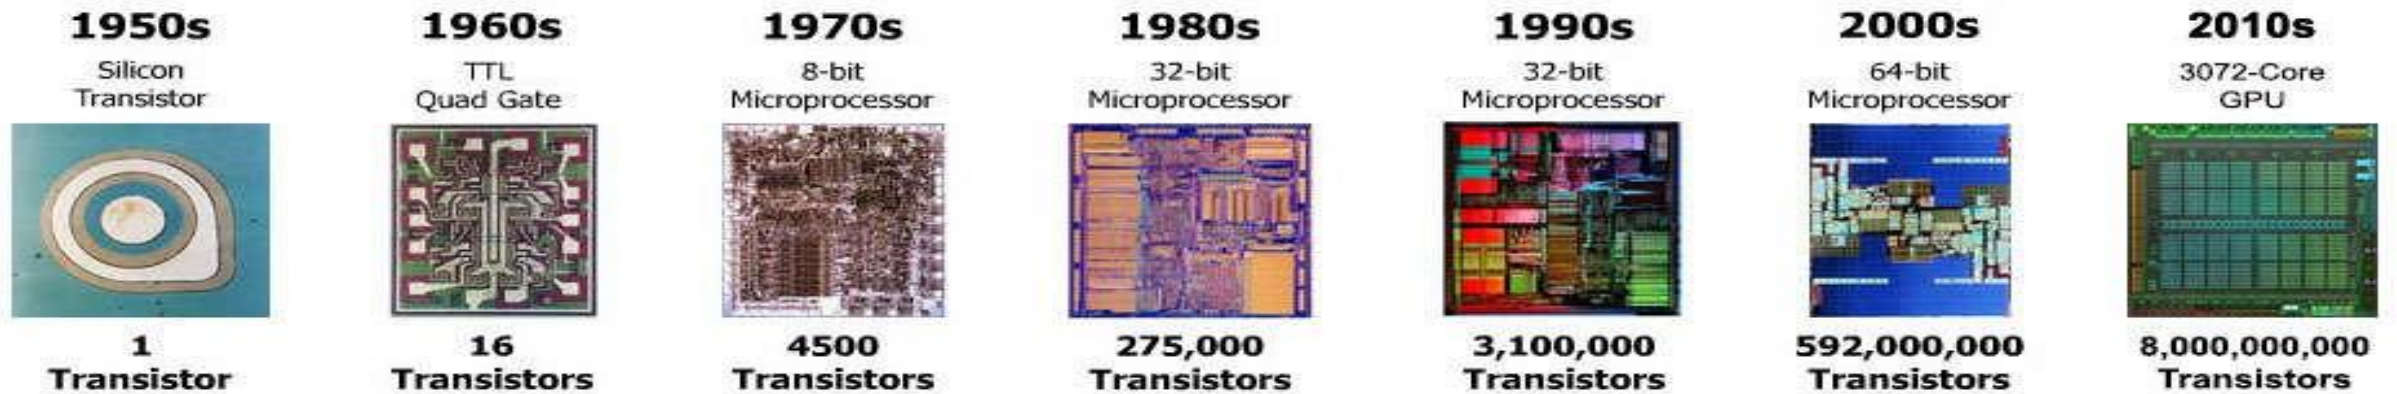 1950s
Silicon
Transistor
1
Transistor
1960s
TTL
Quad Gate
16
Transistors
1970s
8-bit
Microprocessor
4500
Transistors
1980s
32-bit
Microprocessor
275,000
Transistors
1990s
32-bit
Microprocessor
3,100,000
Transistors
2000s
64-bit
Microprocessor
592,000,000
Transistors
2010s
3072-Core
GPU
8,000,000,000
Transistors